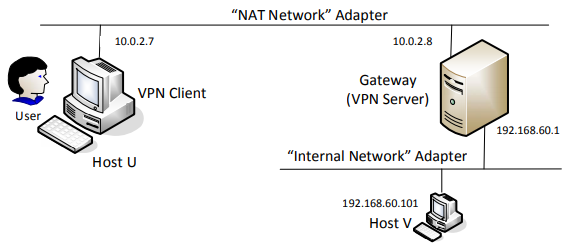 “NAT Network” Adapter
10.0.2.7
10.0.2.8
VPN Client
Gateway
(VPN Server)
User
Host U
192.168.60.1
“Internal Network” Adapter
192.168.60.101
Host V